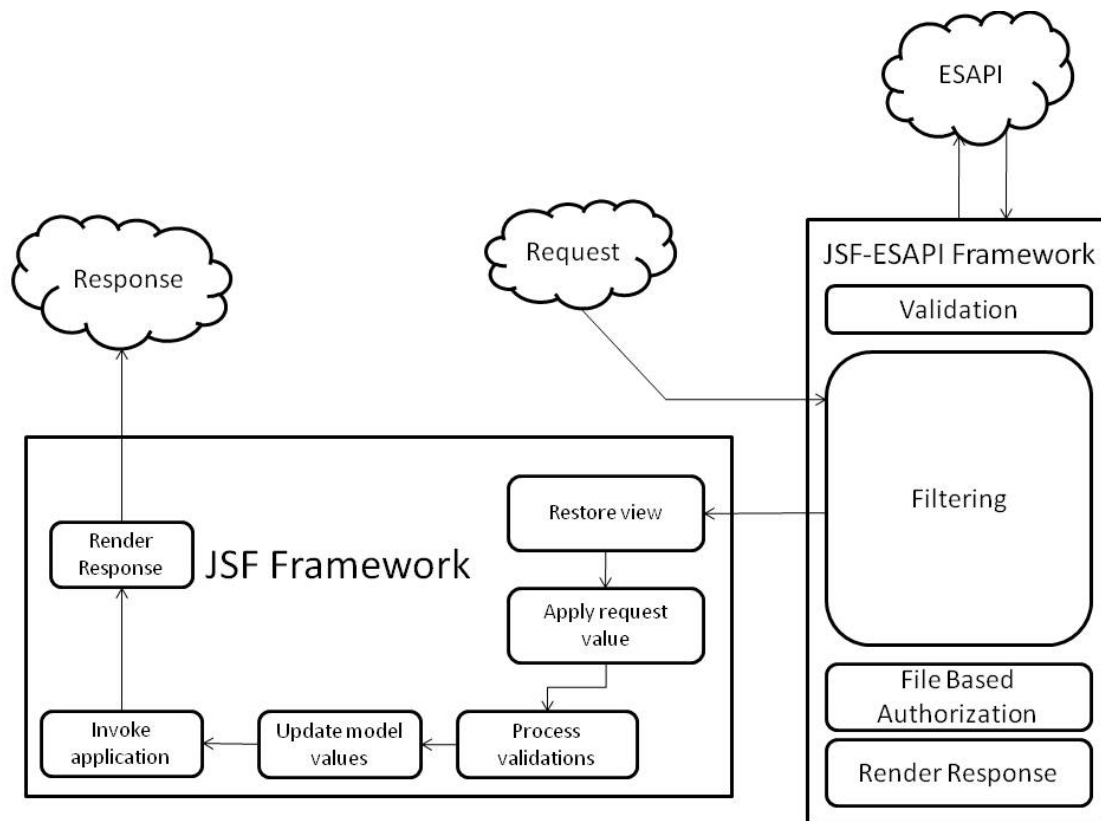 ESAPI
Response
Request
JSF-ESAPI Framework
Validation
Filtering
Restore view
Render
Response
JSF Framework
Apply request
value
File Based
Authorization
Invoke
application
Update model
values
Process
validations
Render Response